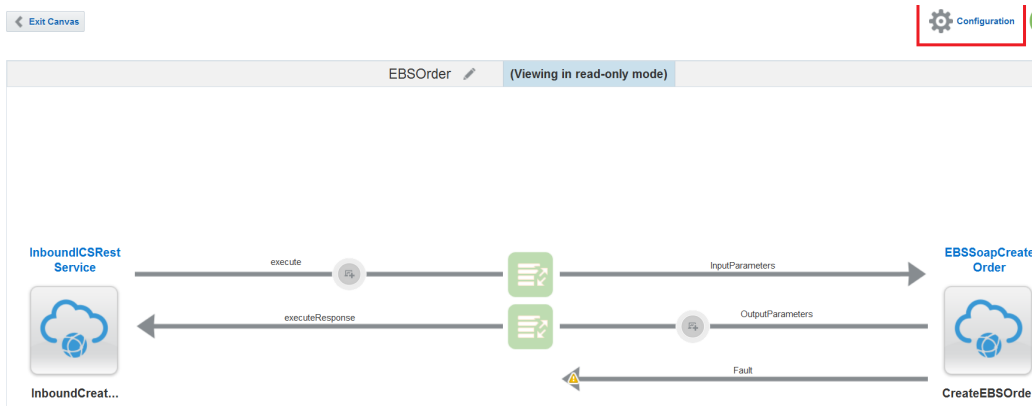 Exit Canvas
Configuration
EBSOrder
(Viewing in read-only mode)
InboundICSRest
Service
execute
InputParameters
EBSSoapCreate
Order
executeResponse
OutputParameters
Fault
InboundCreat...
CreateEBSOrde